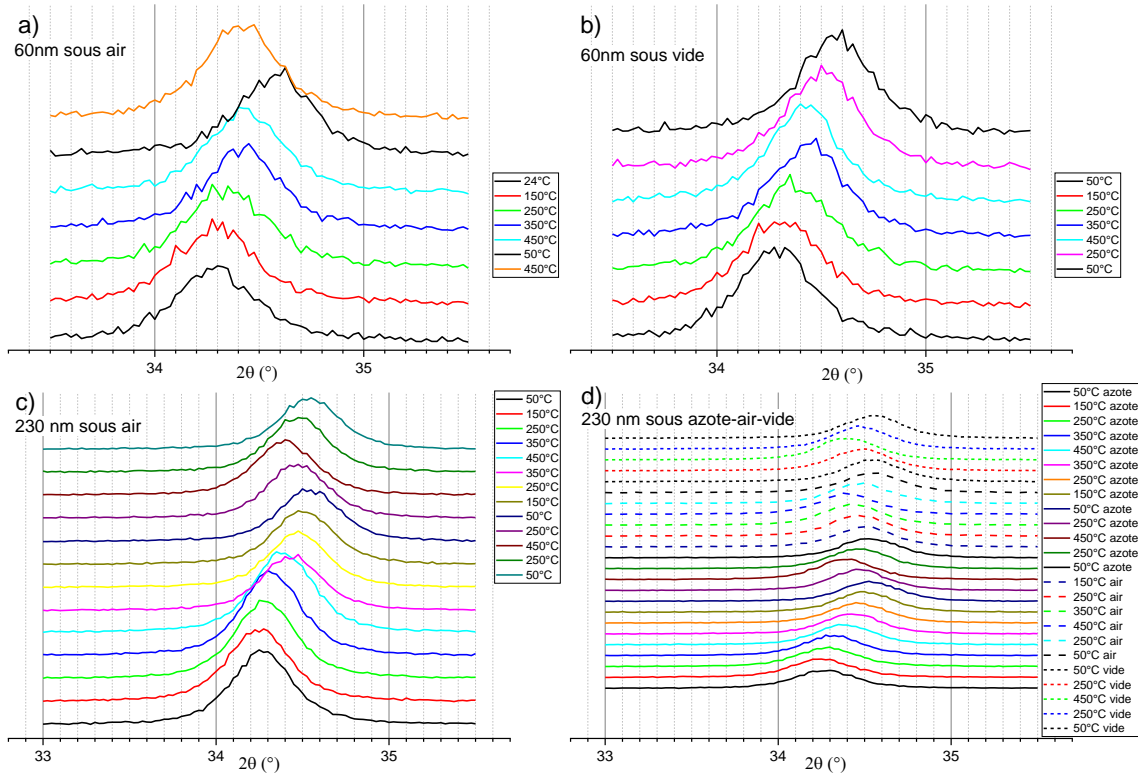 a)
60nm sous air
24°C
150°C
250°C
350°C
450°C
50°C
450°C
34
35
2θ (°)
b)
60nm sous vide
50°C
150°C
250°C
350°C
450°C
250°C
50°C
34
35
2θ (°)
c)
230 nm sous air
50°C
150°C
250°C
350°C
450°C
350°C
250°C
150°C
50°C
250°C
450°C
250°C
50°C
33
34
35
2θ (°)
d)
230 nm sous azote-air-vide
50°C azote
150°C azote
250°C azote
350°C azote
450°C azote
350°C azote
250°C azote
150°C azote
50°C azote
250°C azote
450°C azote
250°C azote
50°C azote
150°C air
250°C air
350°C air
450°C air
250°C air
50°C air
50°C vide
250°C vide
450°C vide
250°C vide
50°C vide
33
34
35
2θ (°)